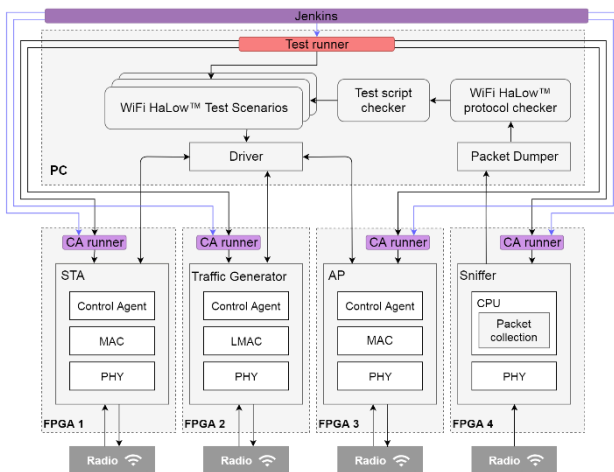 Jenkins
Test runner
WiFi HaLow™ Test Scenarios
Test script
checker
WiFi HaLow™
protocol checker
Driver
Packet Dumper
PC
CA runner
CA runner
CA runner
CA runner
STA
Control Agent
MAC
PHY
FPGA 1
Traffic Generator
Control Agent
LMAC
PHY
FPGA 2
AP
Control Agent
MAC
PHY
FPGA 3
Sniffer
CPU
Packet
collection
PHY
FPGA 4
Radio
Radio
Radio
Radio